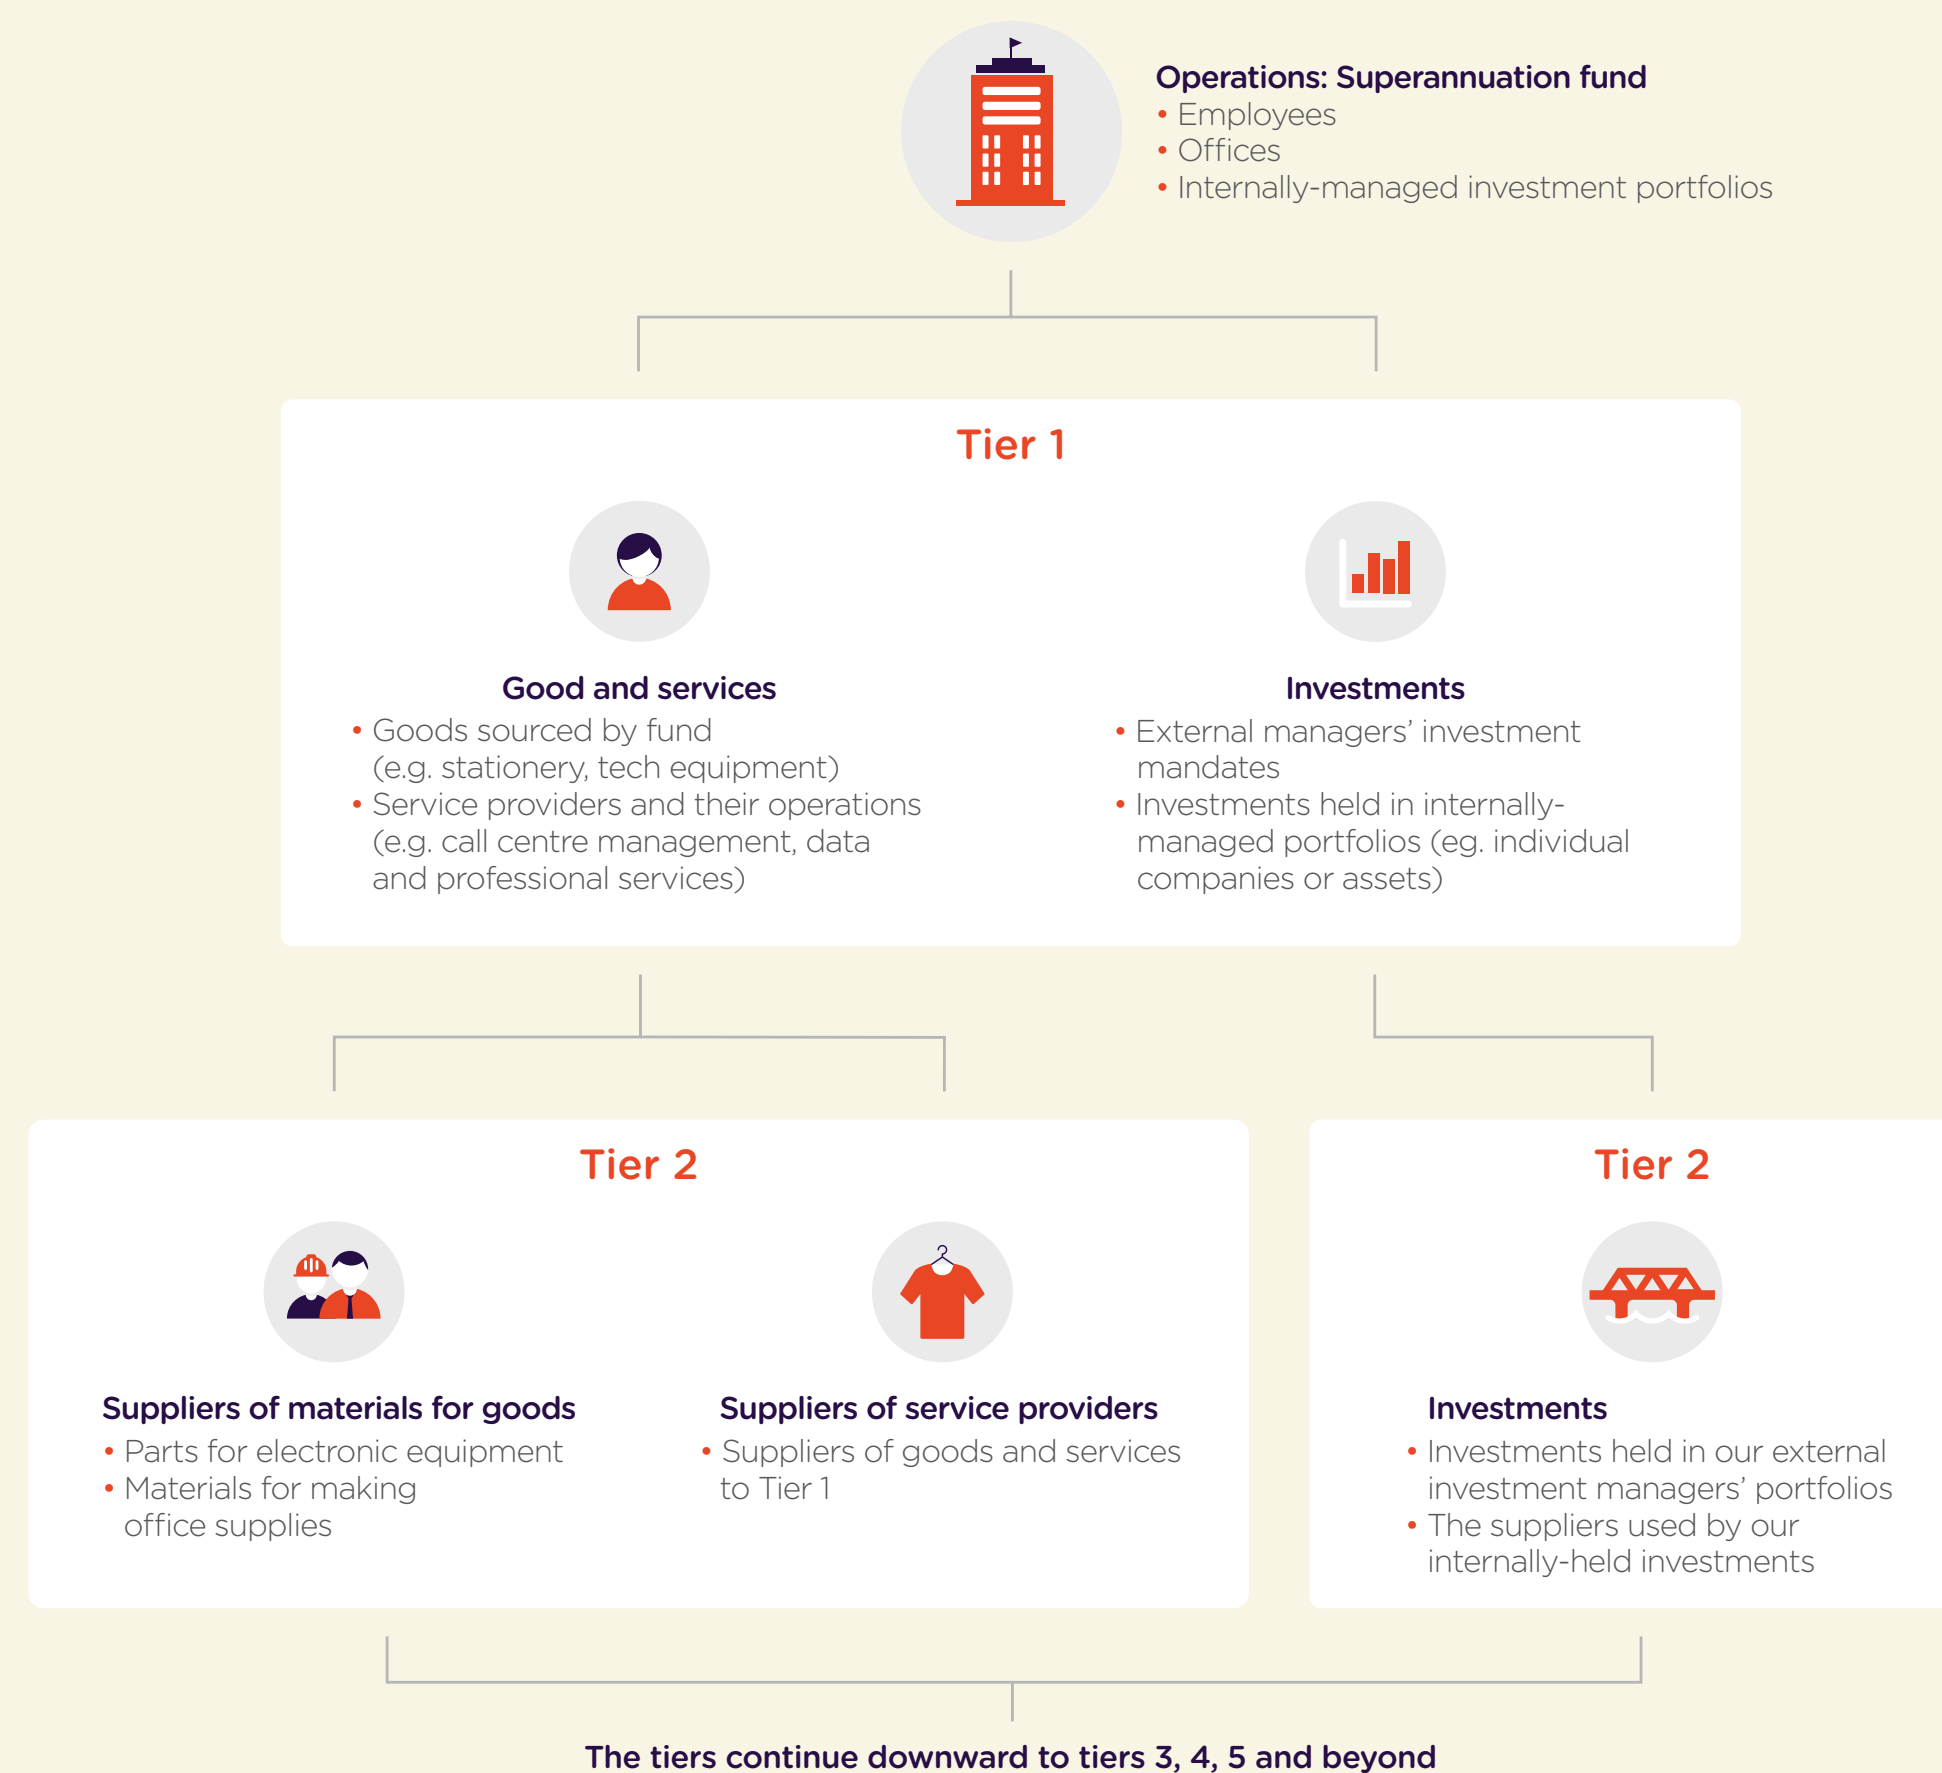 Operations: Superannuation fund
• Employees
• Offices
• Internally-managed investment portfolios
Tier 1
Good and services
• Goods sourced by fund
(e.g. stationery, tech equipment)
• Service providers and their operations
(e.g. call centre management, data
and professional services)
Investments
• External managers’ investment
mandates
• Investments held in internally-
managed portfolios (eg. individual
companies or assets)
Tier 2
Suppliers of materials for goods
• Parts for electronic equipment
• Materials for making
office supplies
Suppliers of service providers
• Suppliers of goods and services
to Tier 1
Tier 2
Investments
• Investments held in our external
investment managers’ portfolios
• The suppliers used by our
internally-held investments
The tiers continue downward to tiers 3, 4, 5 and beyond